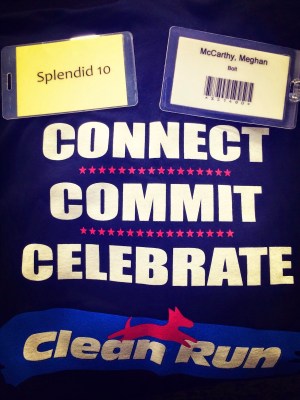 Splendid 10
McCarthy, Meghan
Bolt
CONNECT
COMMIT
CELEBRATE
Clean Run